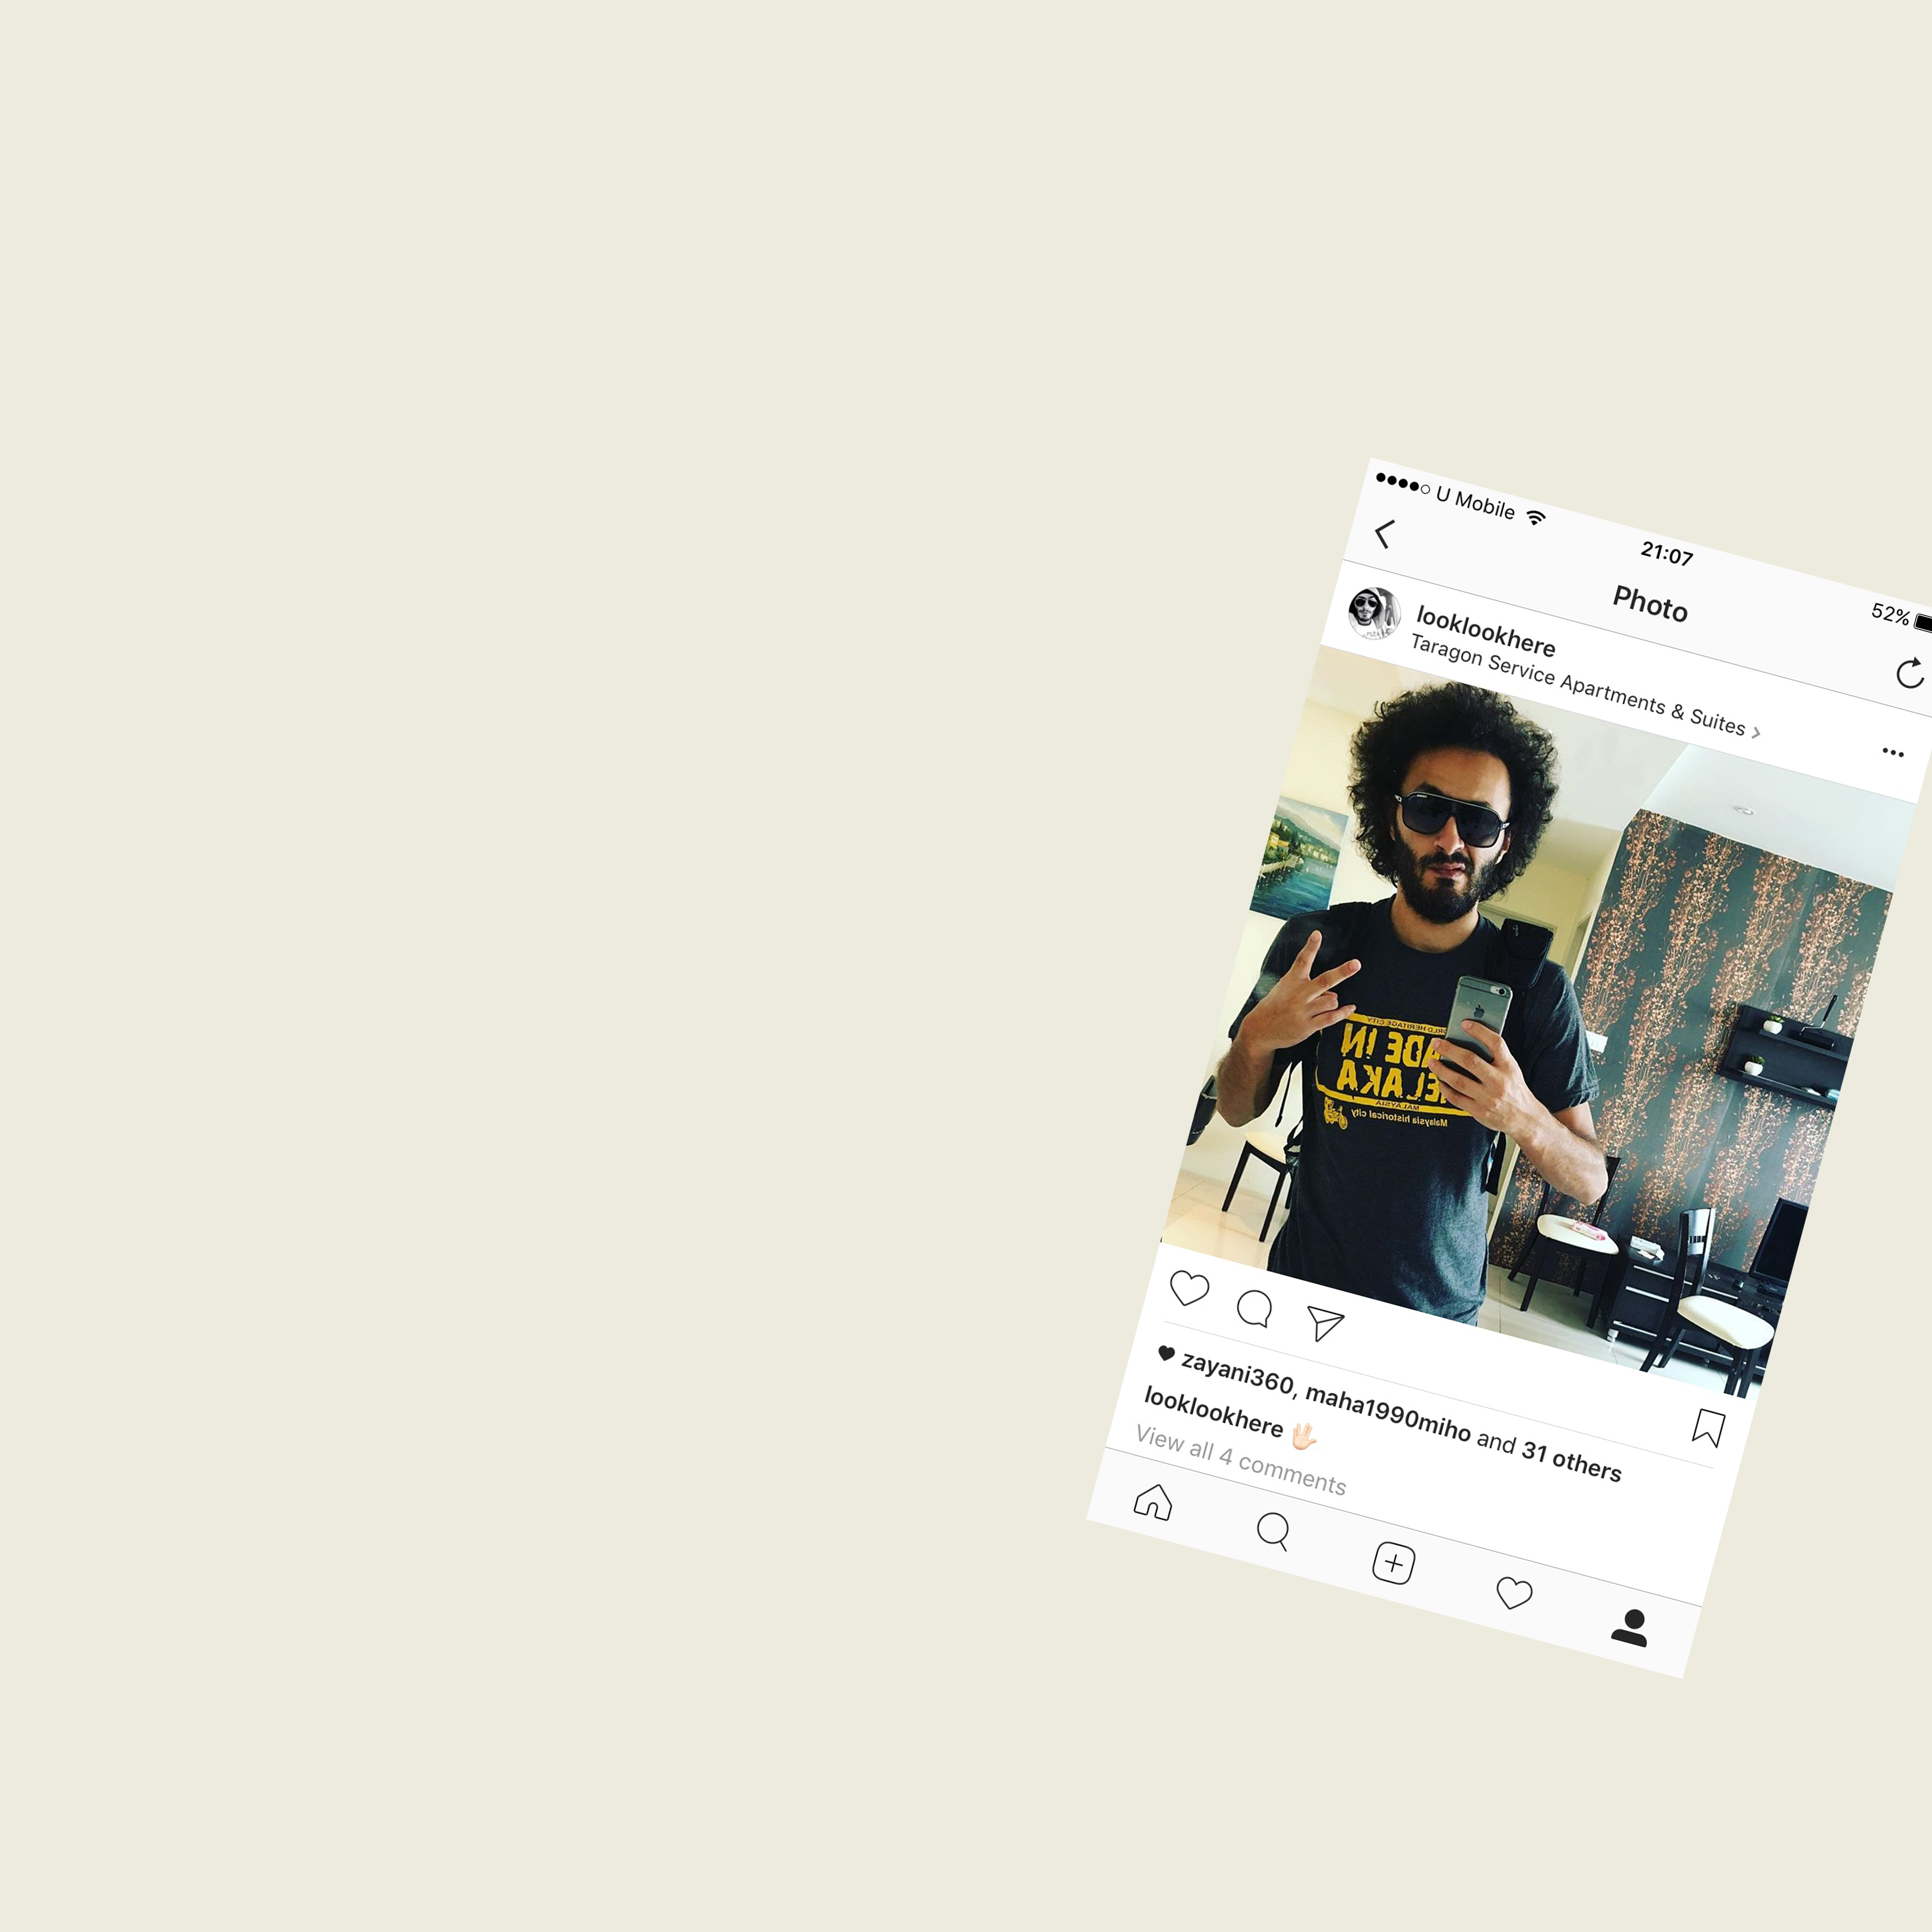 U Mobile
21:07
52%
Photo
looklookhere
Taragon Service Apartments & Suites
WORLD HERITAGE CITY
MADE IN
MELAKA
MALAYSIA
Malaysia historical city
zayani360, maha1990miho and 31 others
looklookhere 🖖🏻
View all 4 comments